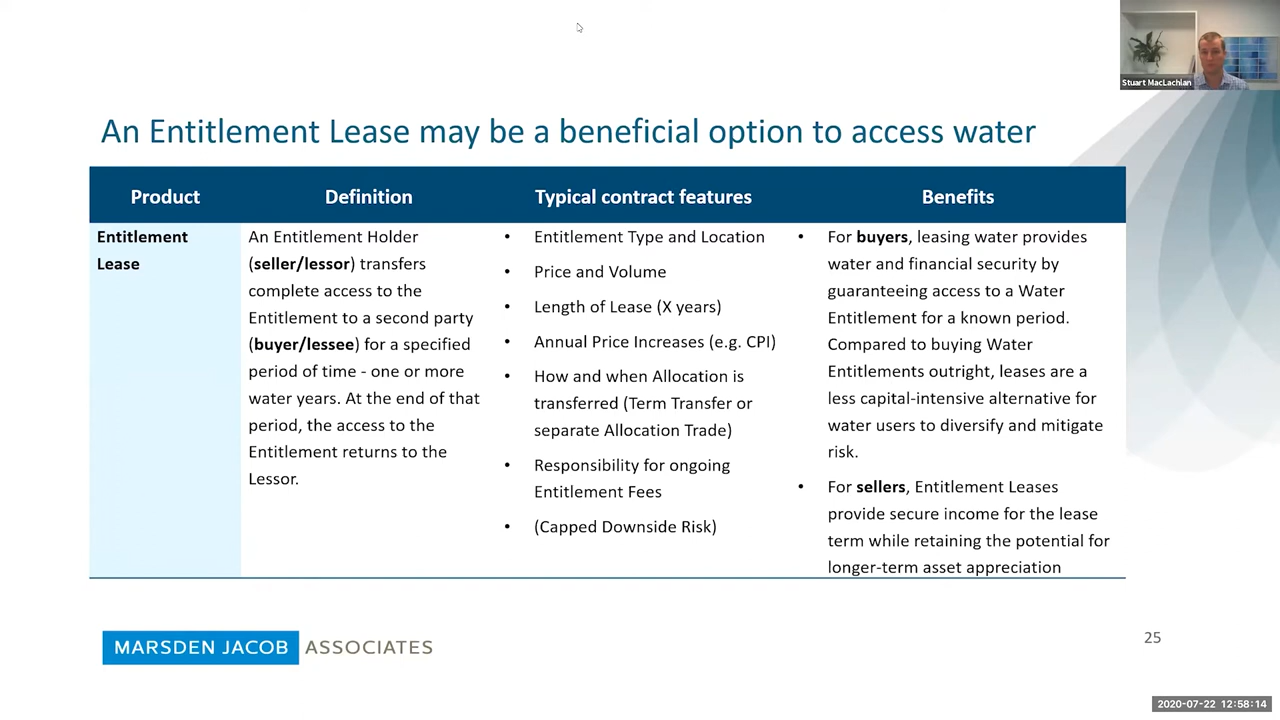 Stuart MacLachlan
An Entitlement Lease may be a beneficial option to access water
Product
Definition
Typical contract features
Benefits
Entitlement
Lease
An Entitlement Holder
(seller/lessor) transfers
complete access to the
Entitlement to a second party
(buyer/lessee) for a specified
period of time - one or more
water years. At the end of that
period, the access to the
Entitlement returns to the
Lessor.
• Entitlement Type and Location
• Price and Volume
• Length of Lease (X years)
• Annual Price Increases (e.g. CPI)
• How and when Allocation is
transferred (Term Transfer or
separate Allocation Trade)
• Responsibility for ongoing
Entitlement Fees
• (Capped Downside Risk)
• For buyers, leasing water provides
water and financial security by
guaranteeing access to a Water
Entitlement for a known period.
Compared to buying Water
Entitlements outright, leases are a
less capital-intensive alternative for
water users to diversify and mitigate
risk.
• For sellers, Entitlement Leases
provide secure income for the lease
term while retaining the potential for
longer-term asset appreciation
MARSDEN JACOB ASSOCIATES
25
2020-07-22 12:58:14